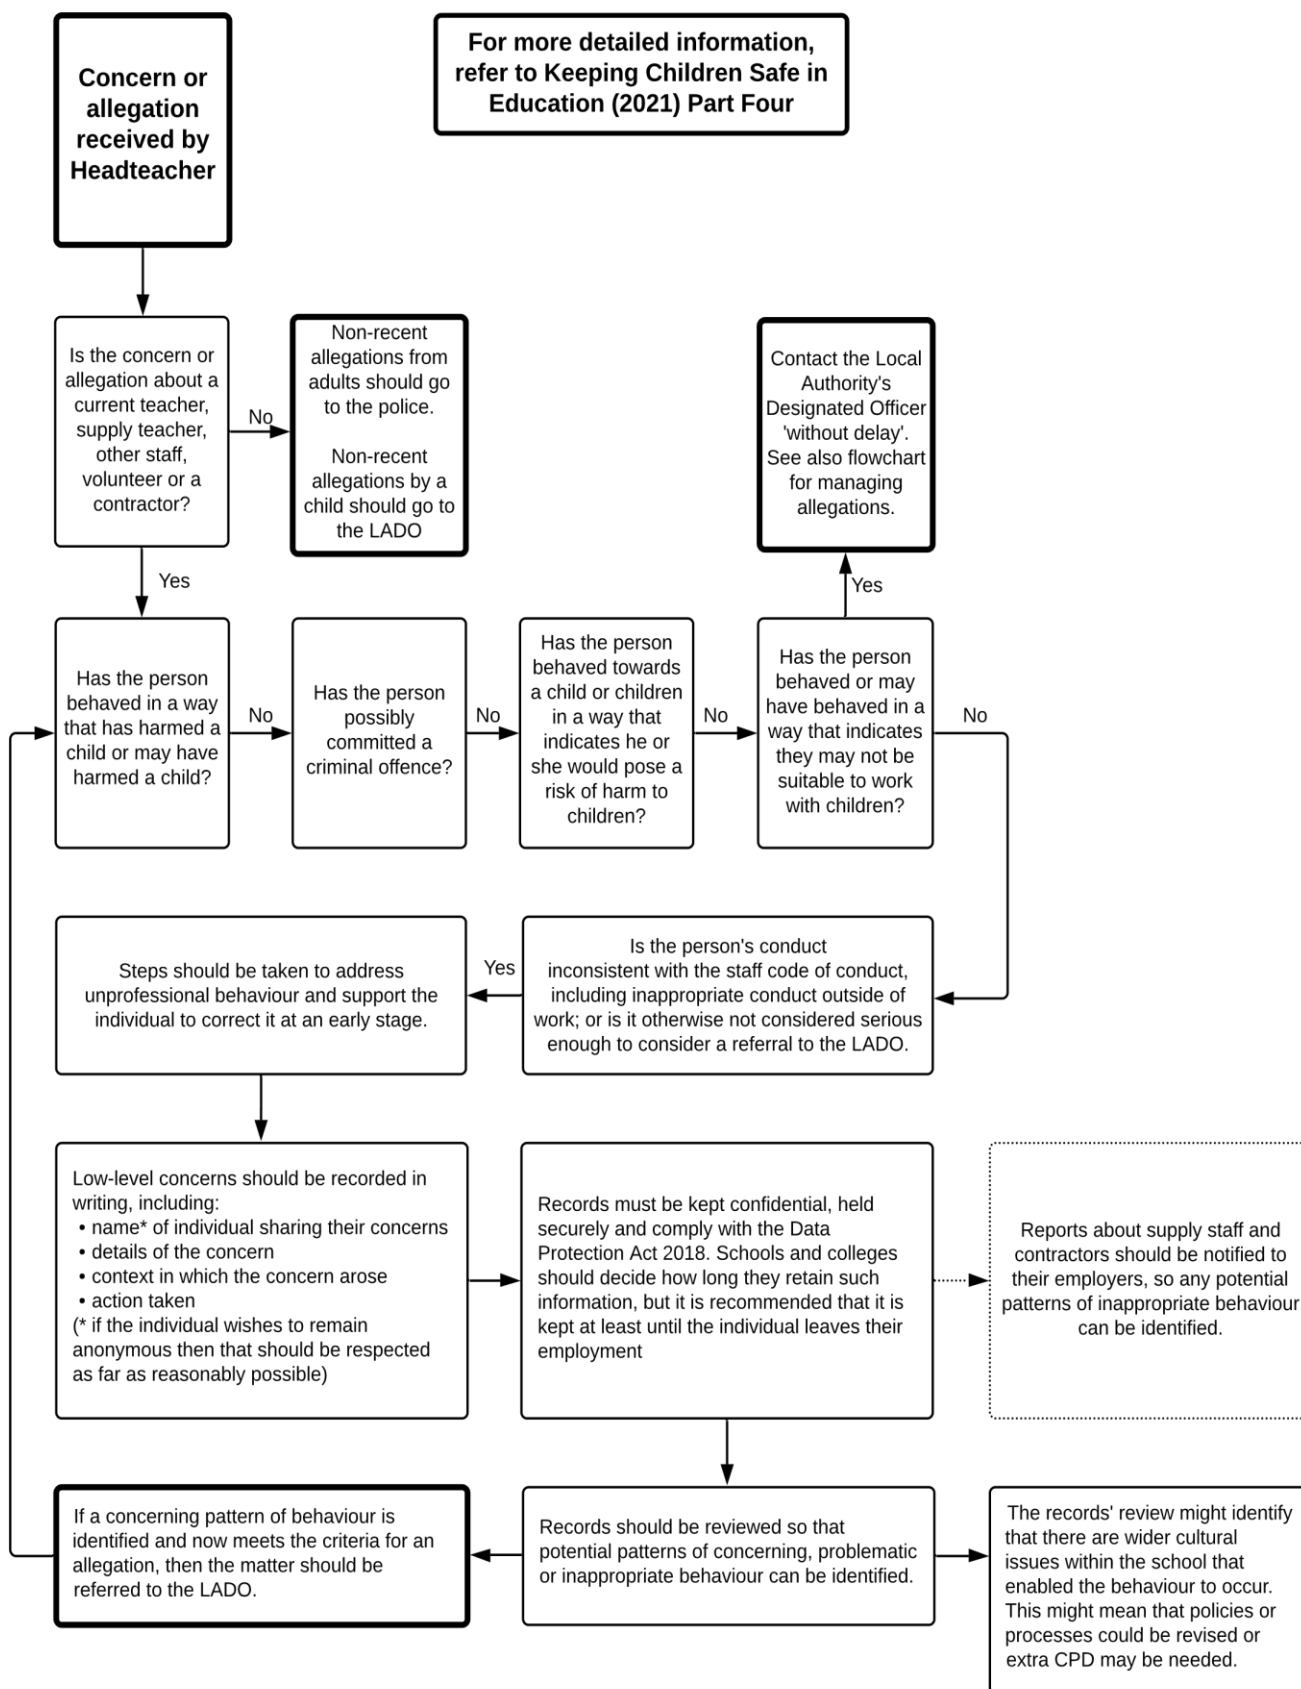 Concern or
allegation
received by
Headteacher
For more detailed information,
refer to Keeping Children Safe in
Education (2021) Part Four
Is the concern or
allegation about a
current teacher,
supply teacher,
other staff,
volunteer or a
contractor?
No
Non-recent
allegations from
adults should go
to the police.
Non-recent
allegations by a
child should go to
the LADO
Contact the Local
Authority's
Designated Officer
'without delay'.
See also flowchart
for managing
allegations.
Yes
Yes
Has the person
behaved in a way
that has harmed a
child or may have
harmed a child?
No
Has the person
possibly
committed a
criminal offence?
No
Has the person
behaved towards
a child or children
in a way that
indicates he or
she would pose a
risk of harm to
children?
No
Has the person
behaved or may
have behaved in a
way that indicates
they may not be
suitable to work
with children?
No
Is the person's conduct
inconsistent with the staff code of conduct,
including inappropriate conduct outside of
work; or is it otherwise not considered serious
enough to consider a referral to the LADO.
Yes
Steps should be taken to address
unprofessional behaviour and support the
individual to correct it at an early stage.
Low-level concerns should be recorded in
writing, including:
• name* of individual sharing their concerns
• details of the concern
• context in which the concern arose
• action taken
(* if the individual wishes to remain
anonymous then that should be respected
as far as reasonably possible)
Records must be kept confidential, held
securely and comply with the Data
Protection Act 2018. Schools and colleges
should decide how long they retain such
information, but it is recommended that it is
kept at least until the individual leaves their
employment
Reports about supply staff and
contractors should be notified to
their employers, so any potential
patterns of inappropriate behaviour
can be identified.
If a concerning pattern of behaviour is
identified and now meets the criteria for an
allegation, then the matter should be
referred to the LADO.
Records should be reviewed so that
potential patterns of concerning, problematic
or inappropriate behaviour can be identified.
The records' review might identify
that there are wider cultural
issues within the school that
enabled the behaviour to occur.
This might mean that policies or
processes could be revised or
extra CPD may be needed.